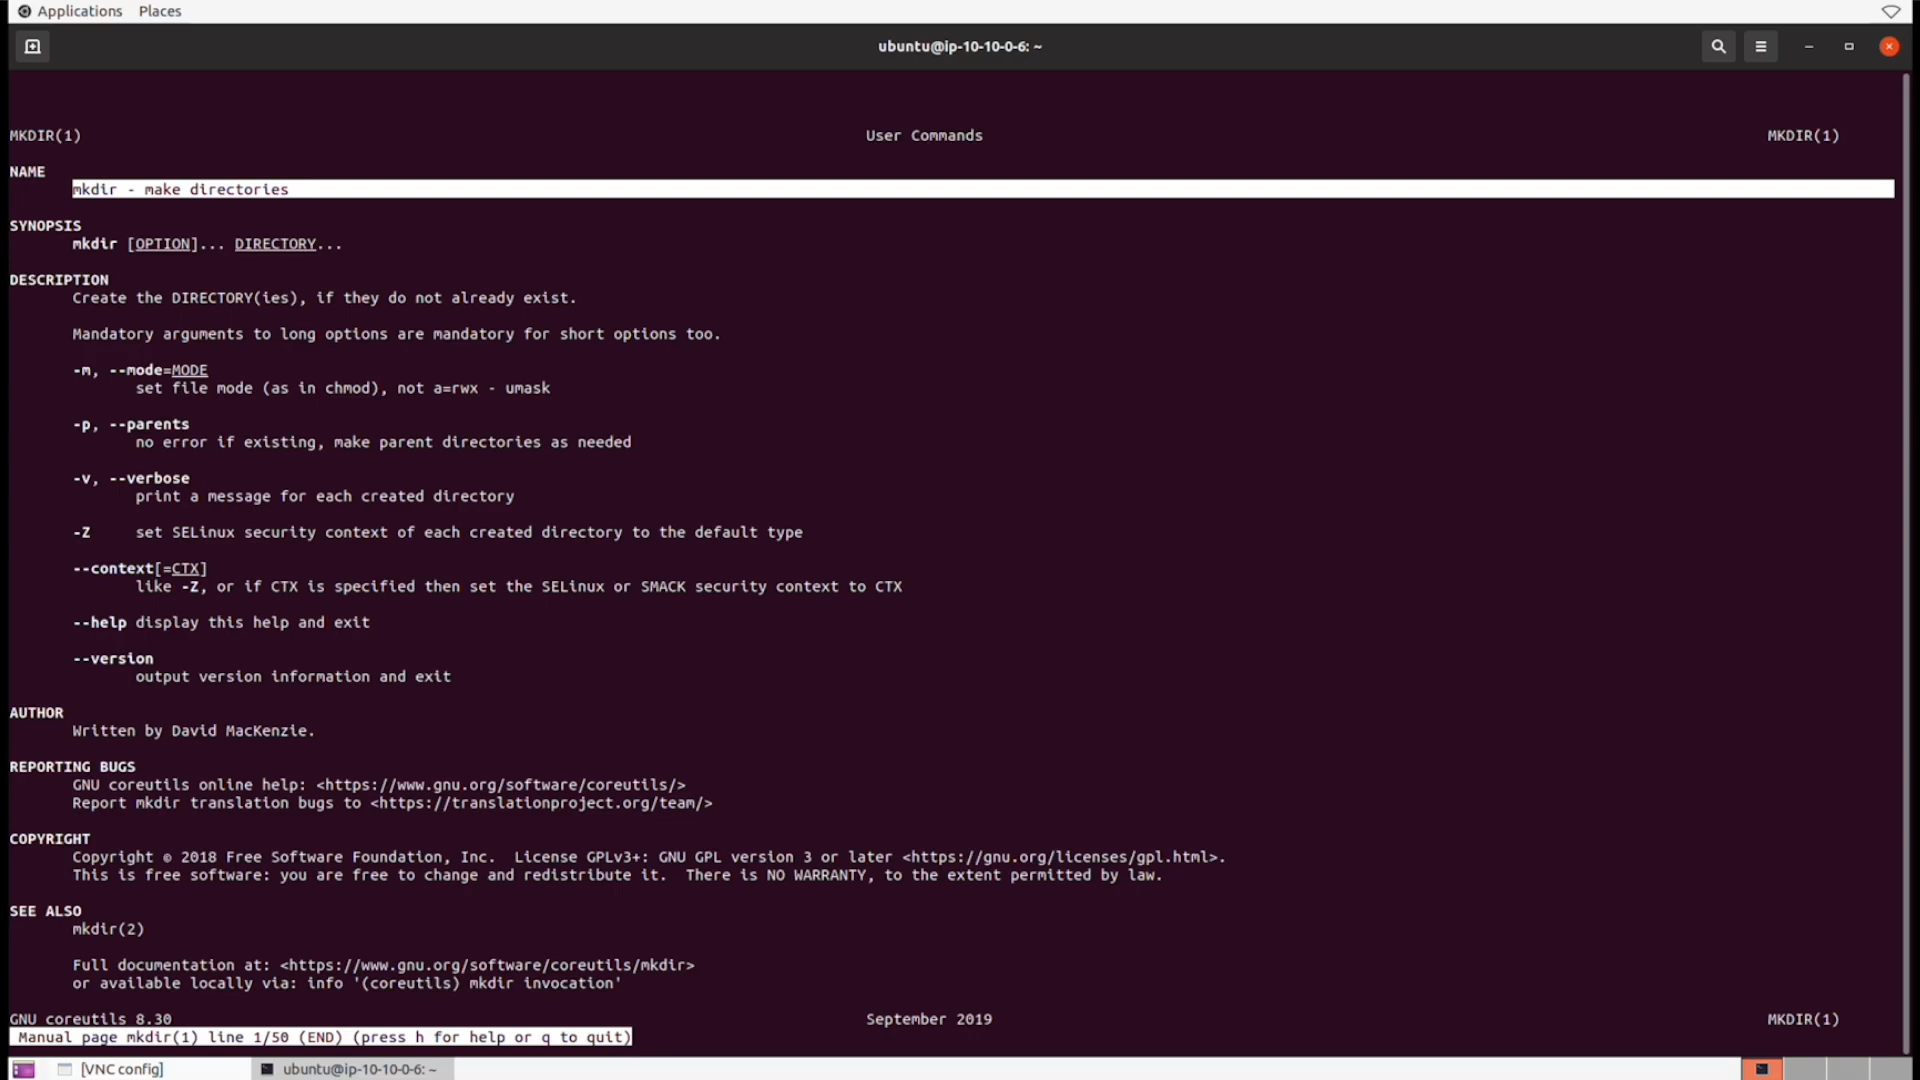 Applications Places
ubuntu@ip-10-10-0-6: ~
MKDIR(1) User Commands MKDIR(1)
NAME
mkdir - make directories
SYNOPSIS
mkdir [OPTION]... DIRECTORY...
DESCRIPTION
Create the DIRECTORY(ies), if they do not already exist.
Mandatory arguments to long options are mandatory for short options too.
-m, --mode=MODE
set file mode (as in chmod), not a=rwx - umask
-p, --parents
no error if existing, make parent directories as needed
-v, --verbose
print a message for each created directory
-Z set SELinux security context of each created directory to the default type
--context[=CTX]
like -Z, or if CTX is specified then set the SELinux or SMACK security context to CTX
--help display this help and exit
--version
output version information and exit
AUTHOR
Written by David MacKenzie.
REPORTING BUGS
GNU coreutils online help: <https://www.gnu.org/software/coreutils/>
Report mkdir translation bugs to <https://translationproject.org/team/>
COPYRIGHT
Copyright © 2018 Free Software Foundation, Inc. License GPLv3+: GNU GPL version 3 or later <https://gnu.org/licenses/gpl.html>.
This is free software: you are free to change and redistribute it. There is NO WARRANTY, to the extent permitted by law.
SEE ALSO
mkdir(2)
Full documentation at: <https://www.gnu.org/software/coreutils/mkdir>
or available locally via: info '(coreutils) mkdir invocation'
GNU coreutils 8.30 September 2019 MKDIR(1)
Manual page mkdir(1) line 1/50 (END) (press h for help or q to quit)
[VNC config] ubuntu@ip-10-10-0-6: ~